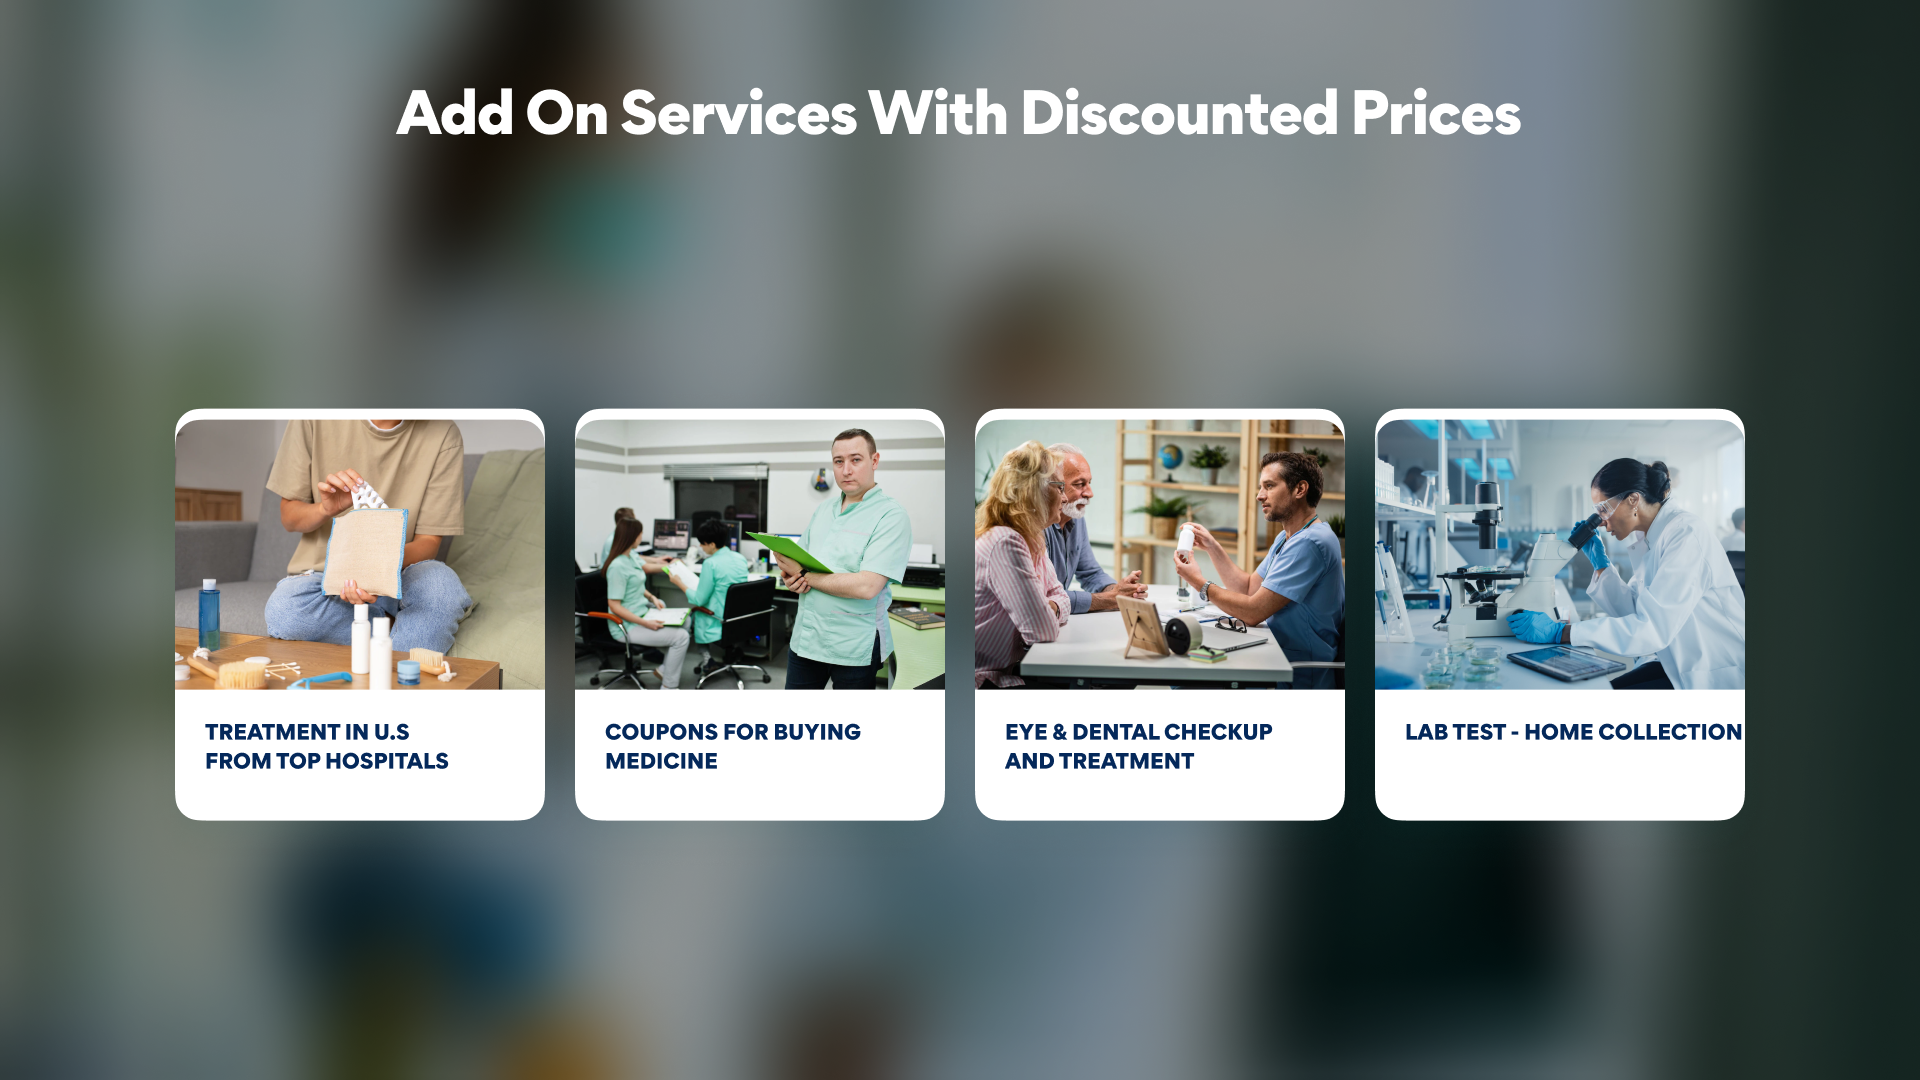 Add On Services With Discounted Prices
TREATMENT IN U.S
FROM TOP HOSPITALS
COUPONS FOR BUYING
MEDICINE
EYE & DENTAL CHECKUP
AND TREATMENT
LAB TEST - HOME COLLECTION